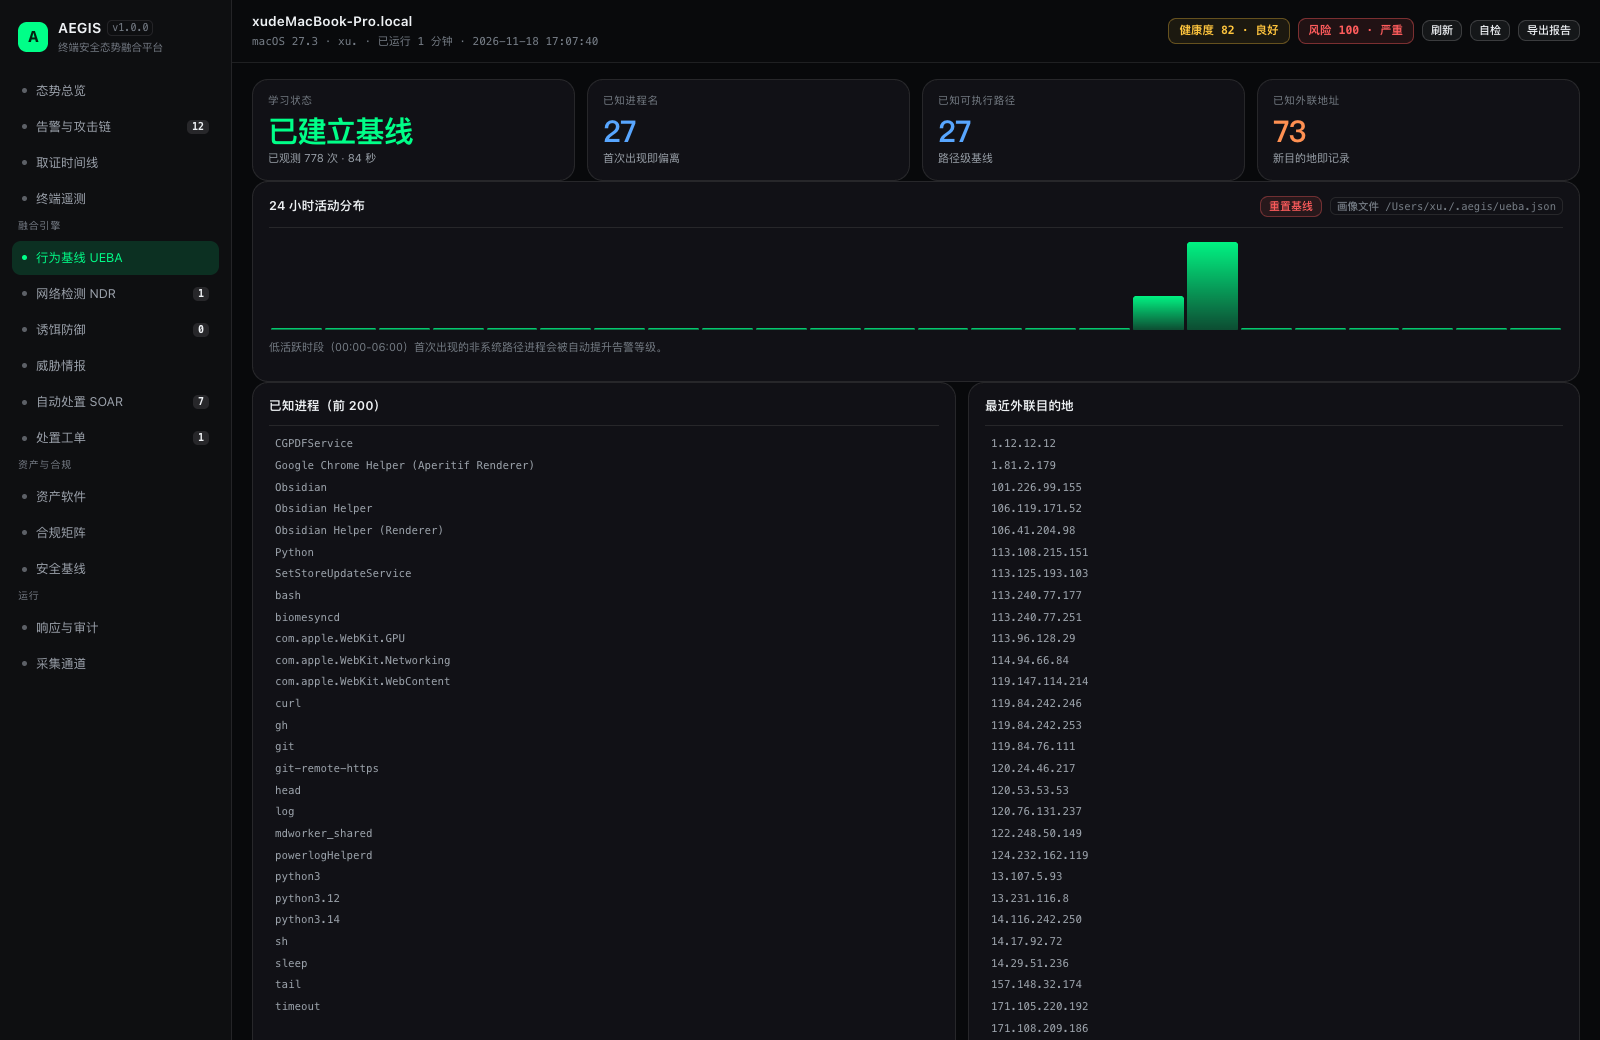 A
AEGIS v1.0.0
终端安全态势融合平台
态势总览
告警与攻击链 12
取证时间线
终端遥测
融合引擎
行为基线 UEBA
网络检测 NDR 1
诱饵防御 0
威胁情报
自动处置 SOAR 7
处置工单 1
资产与合规
资产软件
合规矩阵
安全基线
运行
响应与审计
采集通道
xudeMacBook-Pro.local
macOS 27.3 · xu. · 已运行 1 分钟 · 2026-11-18 17:07:40
健康度 82 · 良好
风险 100 · 严重
刷新
自检
导出报告
学习状态
已建立基线
已观测 778 次 · 84 秒
已知进程名
27
首次出现即偏离
已知可执行路径
27
路径级基线
已知外联地址
73
新目的地即记录
24 小时活动分布
重置基线
画像文件 /Users/xu./.aegis/ueba.json
低活跃时段（00:00-06:00）首次出现的非系统路径进程会被自动提升告警等级。
已知进程（前 200）
CGPDFService
Google Chrome Helper (Aperitif Renderer)
Obsidian
Obsidian Helper
Obsidian Helper (Renderer)
Python
SetStoreUpdateService
bash
biomesyncd
com.apple.WebKit.GPU
com.apple.WebKit.Networking
com.apple.WebKit.WebContent
curl
gh
git
git-remote-https
head
log
mdworker_shared
powerlogHelperd
python3
python3.12
python3.14
sh
sleep
tail
timeout
最近外联目的地
1.12.12.12
1.81.2.179
101.226.99.155
106.119.171.52
106.41.204.98
113.108.215.151
113.125.193.103
113.240.77.177
113.240.77.251
113.96.128.29
114.94.66.84
119.147.114.214
119.84.242.246
119.84.242.253
119.84.76.111
120.24.46.217
120.53.53.53
120.76.131.237
122.248.50.149
124.232.162.119
13.107.5.93
13.231.116.8
14.116.242.250
14.17.92.72
14.29.51.236
157.148.32.174
171.105.220.192
171.108.209.186